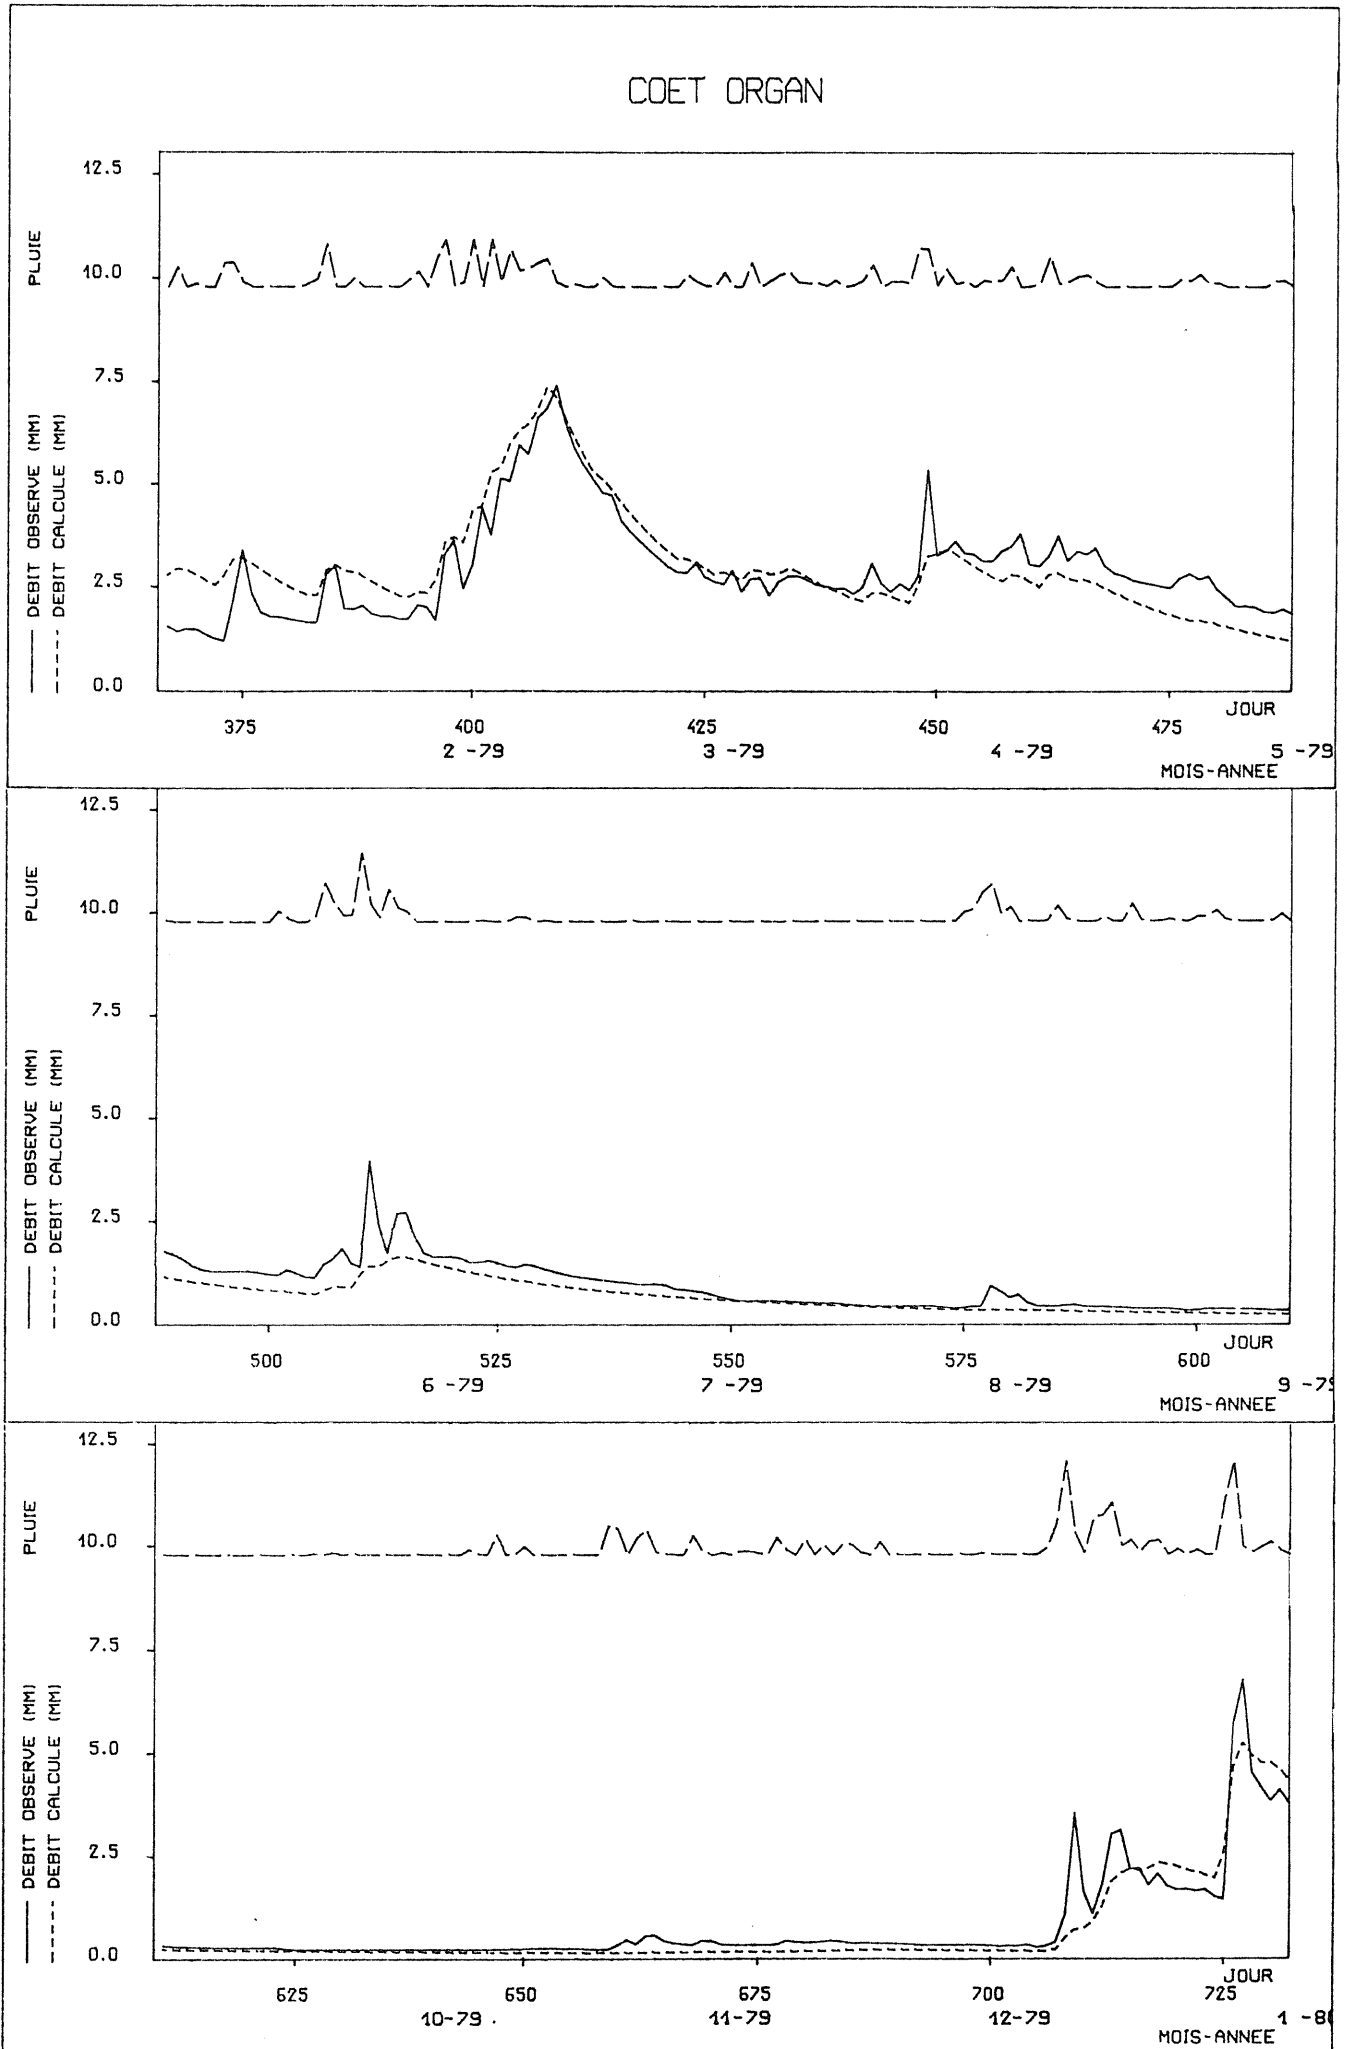 COET ORGAN
12.5
PLUIE
10.0
7.5
DEBIT OBSERVE (MM)
DEBIT CALCULE (MM)
5.0
2.5
0.0
JOUR
375 400 425 450 475
2 -79 3 -79 4 -79 5 -79
MOIS-ANNEE
12.5
PLUIE
10.0
7.5
DEBIT OBSERVE (MM)
DEBIT CALCULE (MM)
5.0
2.5
0.0
JOUR
500 525 550 575 600
6 -79 7 -79 8 -79 9 -79
MOIS-ANNEE
12.5
PLUIE
10.0
7.5
DEBIT OBSERVE (MM)
DEBIT CALCULE (MM)
5.0
2.5
0.0
JOUR
625 650 675 700 725
10-79 11-79 12-79 1 -80
MOIS-ANNEE